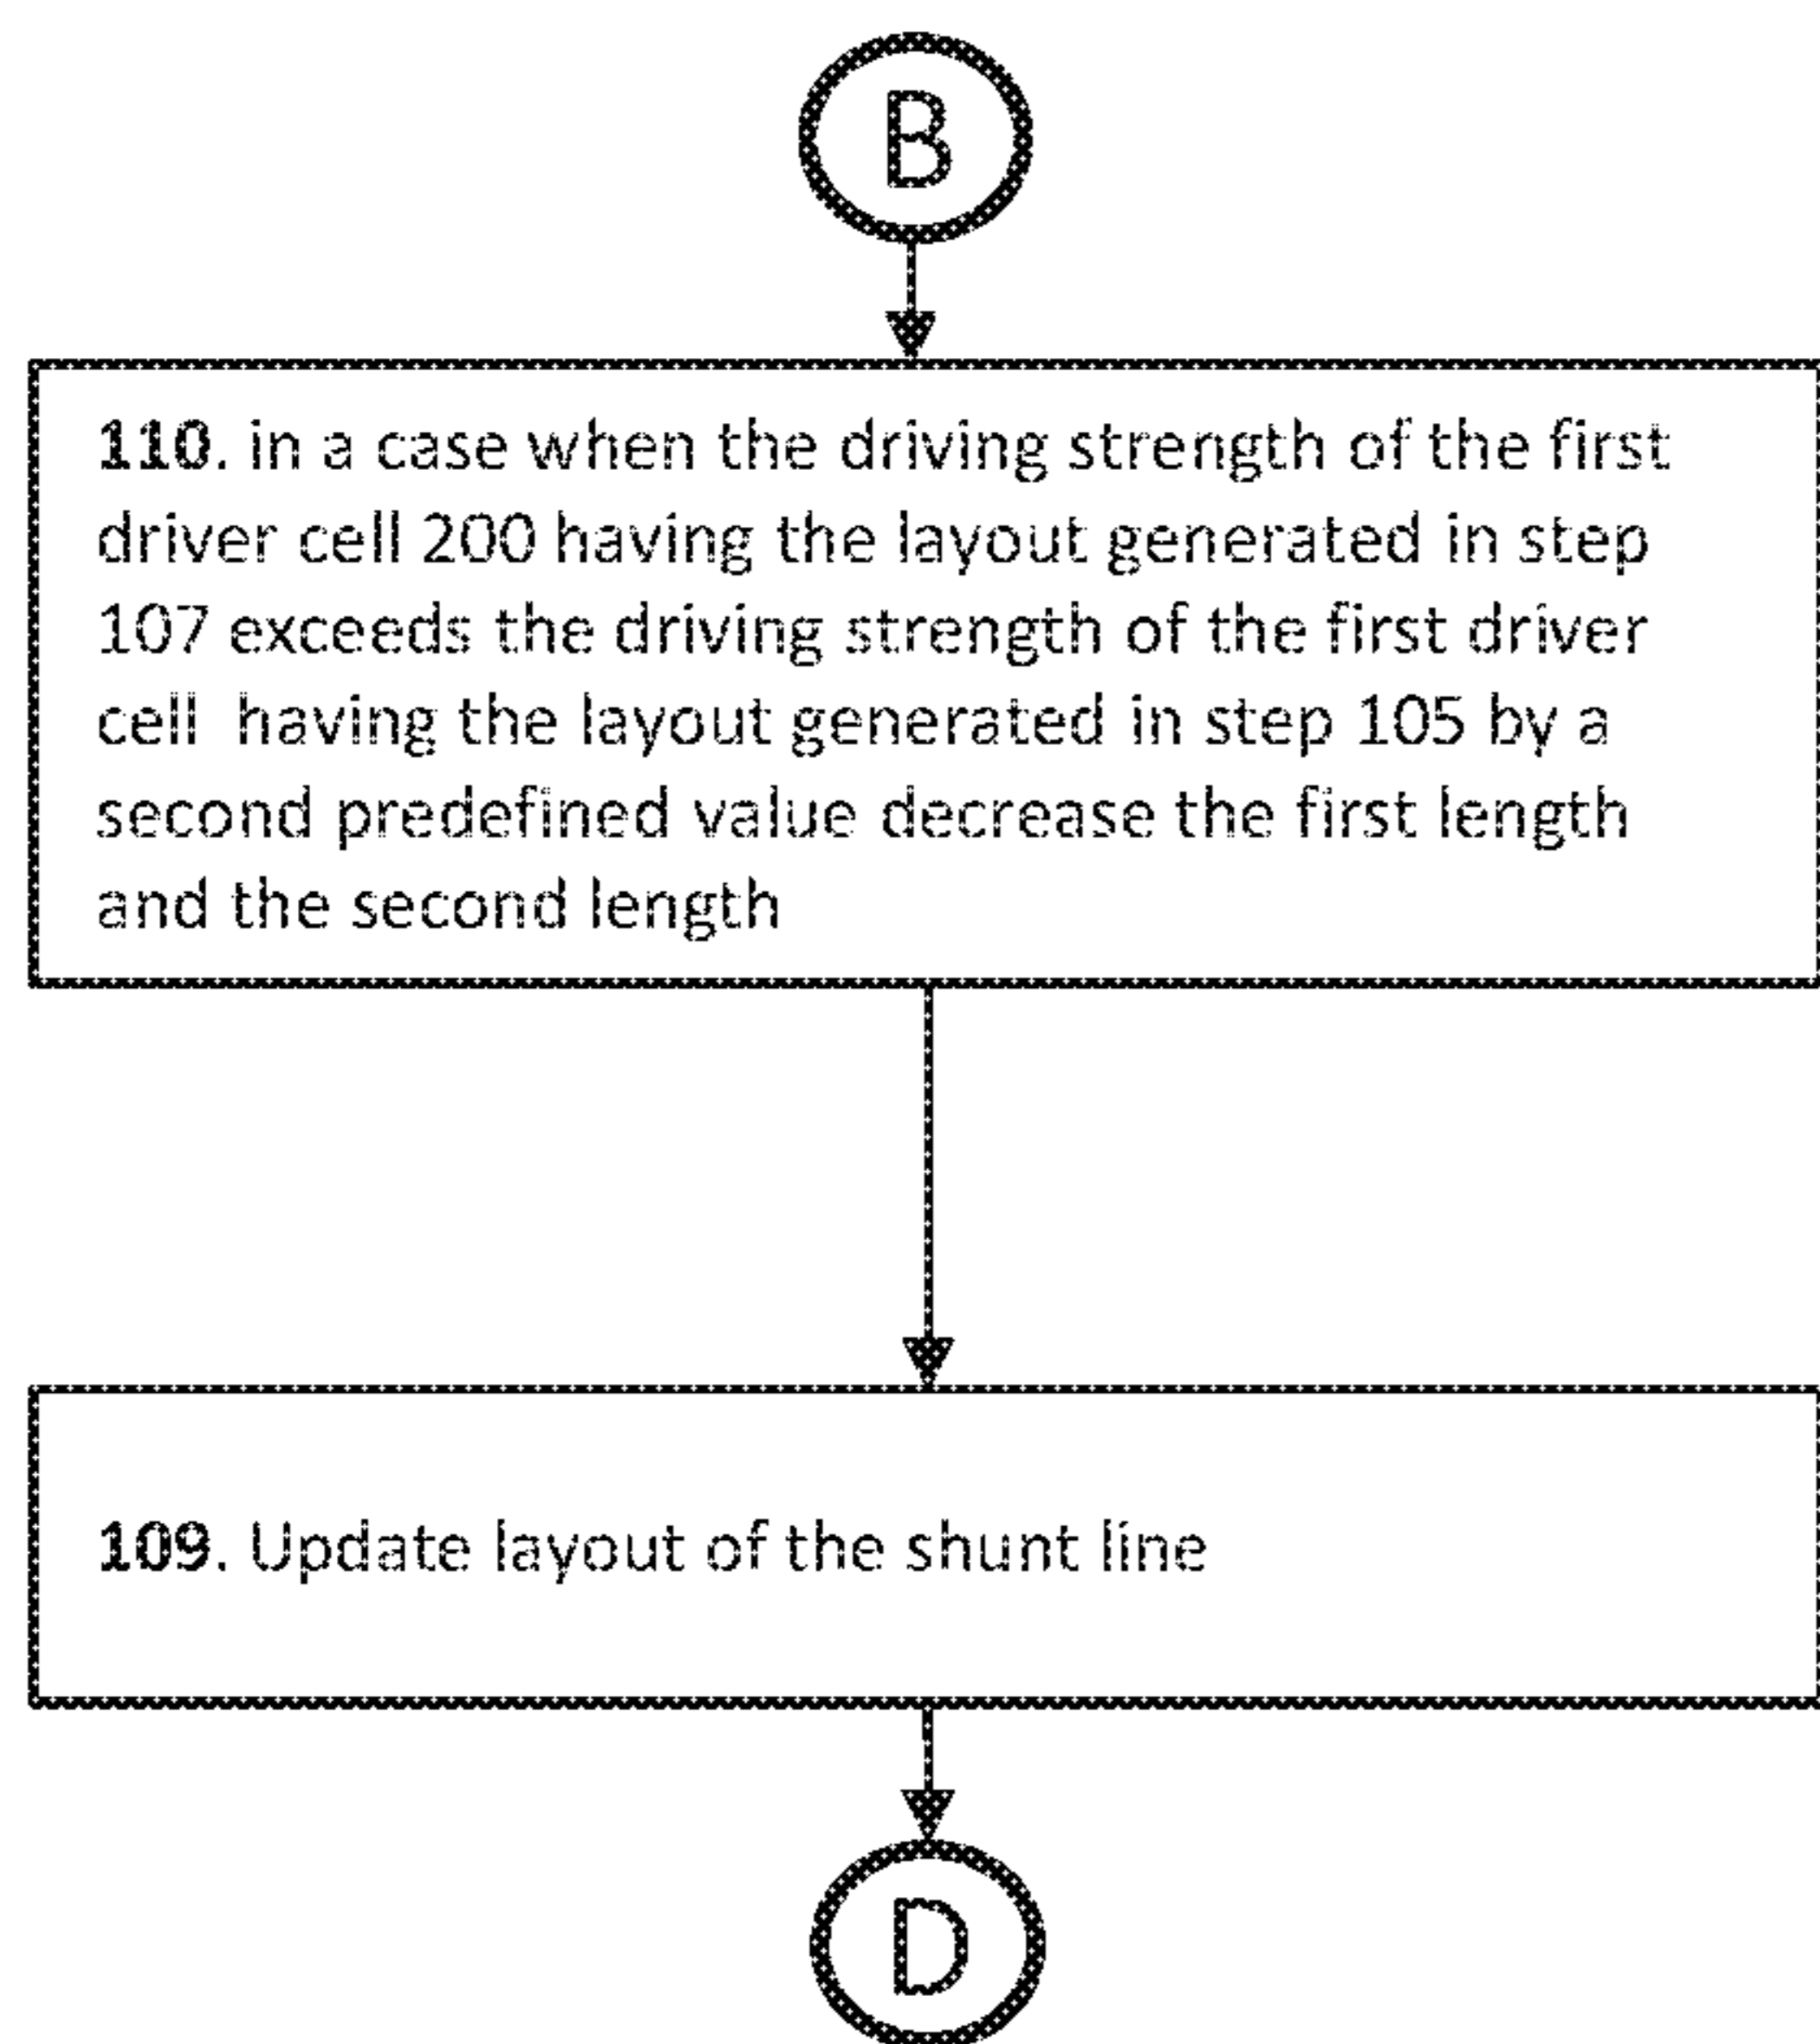 B
110. in a case when the driving strength of the first
driver cell 200 having the layout generated in step
107 exceeds the driving strength of the first driver
cell  having the layout generated in step 105 by a
second predefined value decrease the first length
and the second length
109. Update layout of the shunt line
D